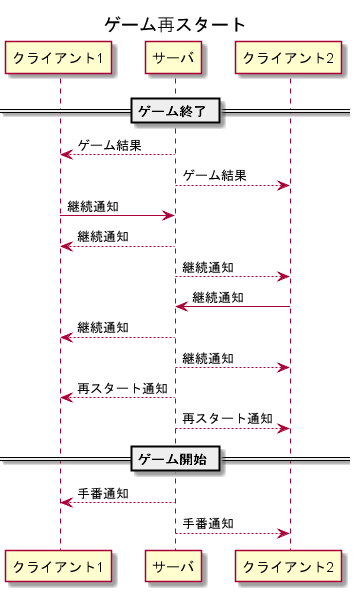 ゲーム再スタート
クライアント1 サーバ クライアント2
ゲーム終了
ゲーム結果
ゲーム結果
継続通知
継続通知
継続通知
継続通知
継続通知
継続通知
再スタート通知
再スタート通知
ゲーム開始
手番通知
手番通知
クライアント1 サーバ クライアント2